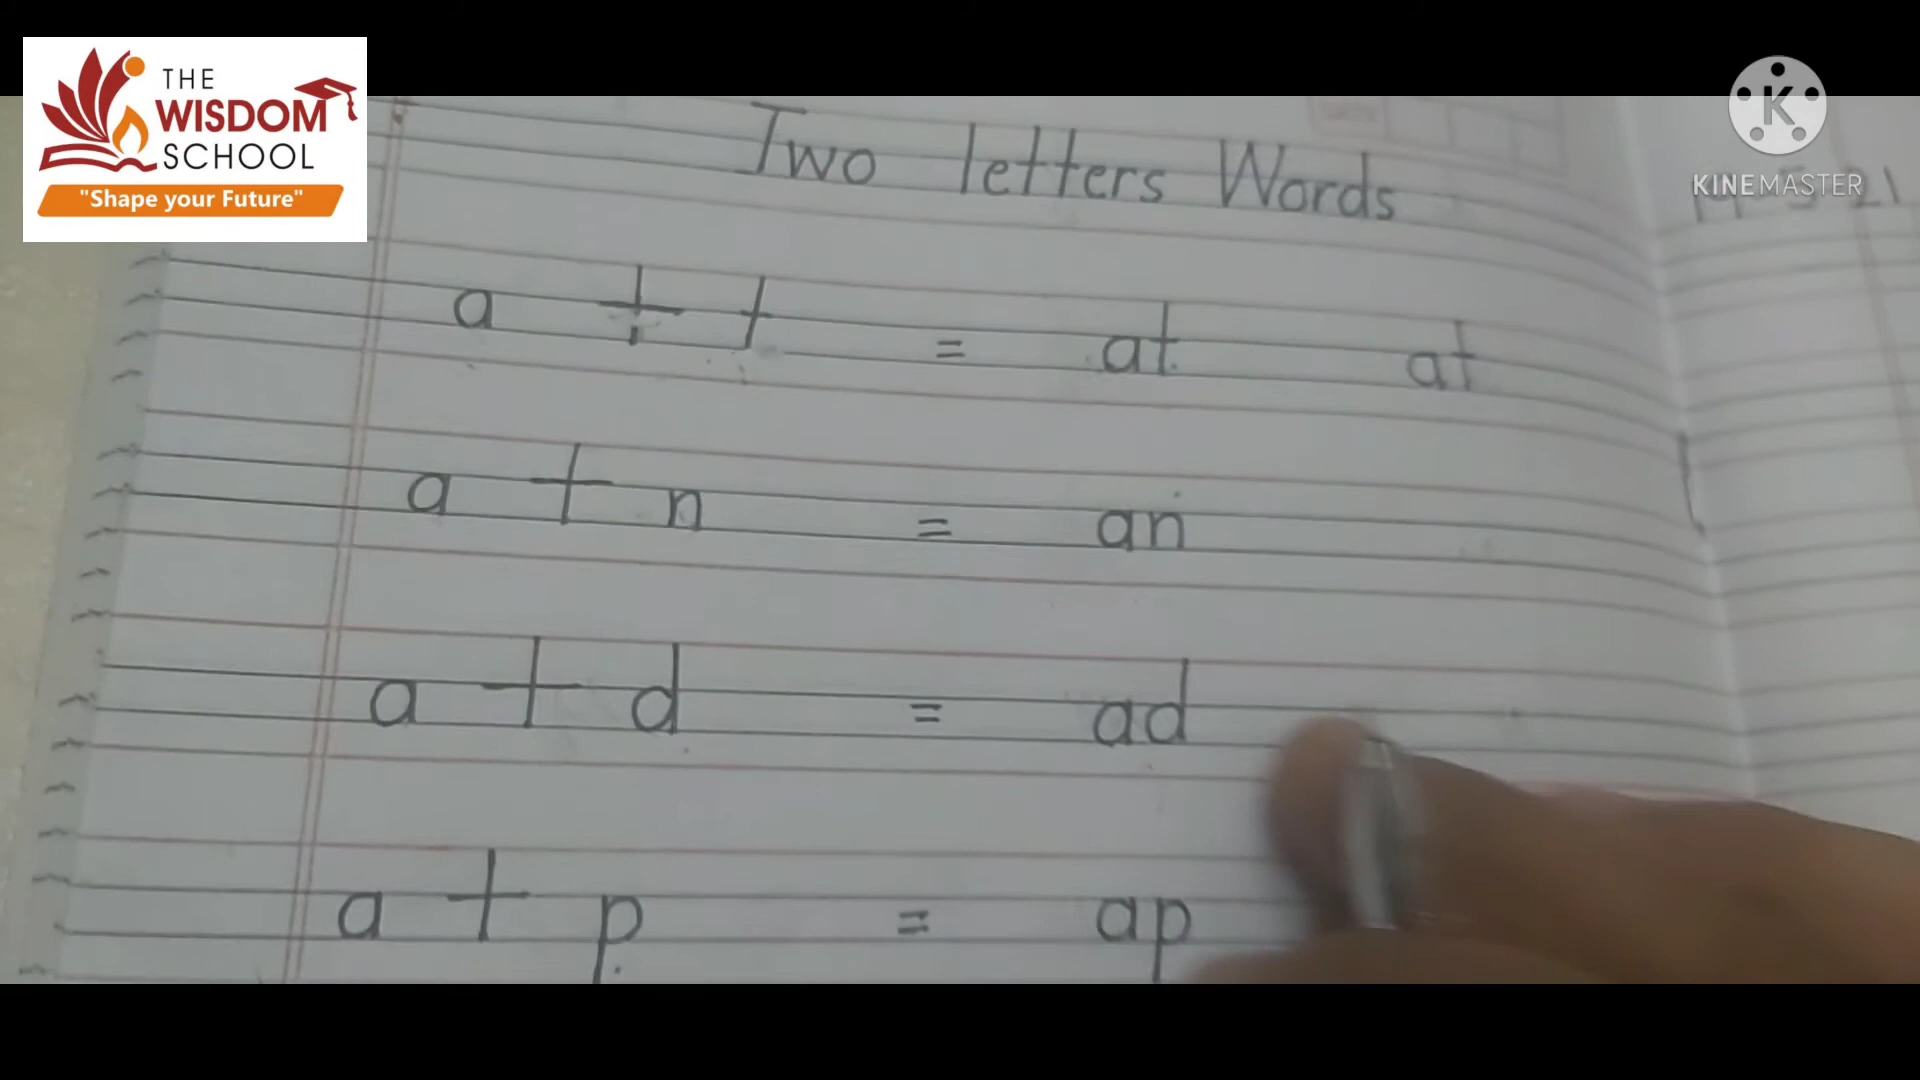 THE
WISDOM
SCHOOL
"Shape your Future"
KINEMASTER
Two letters Words
a + t = at at
a + n = an
a + d = ad
a + p = ap